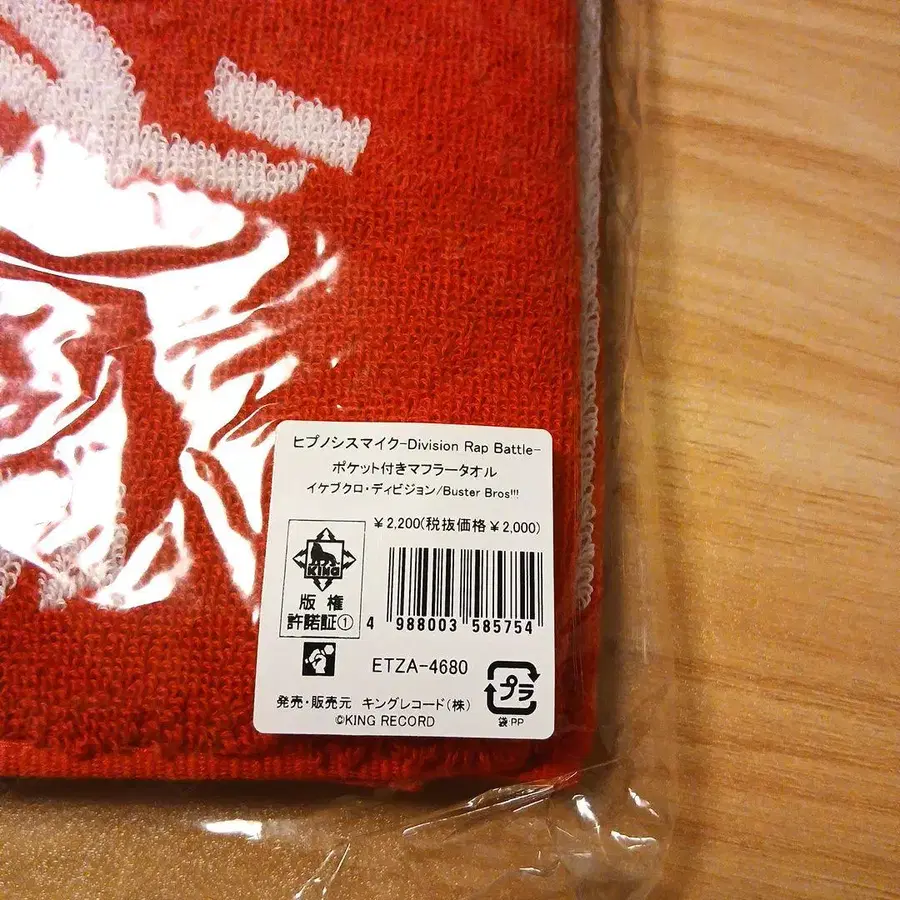 ヒプノシスマイク-Division Rap Battle-
ポケット付きマフラータオル
イケブクロ・ディビジョン/Buster Bros!!!
¥2,200(税抜価格¥2,000)
KING
版権
許諾証①
4 988003 585754
ETZA-4680
プラ
袋:PP
発売・販売元 キングレコード(株)
©KING RECORD